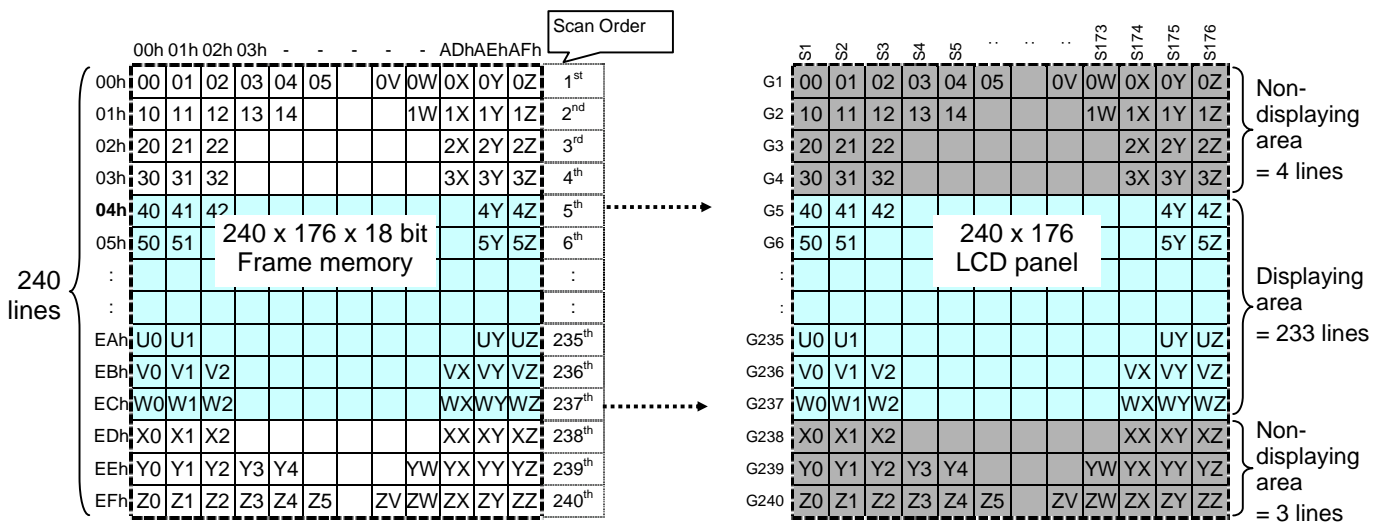 Scan Order
00h 01h 02h 03h - - - - - ADh AEh AFh
00h 00 01 02 03 04 05 0V 0W 0X 0Y 0Z 1st
01h 10 11 12 13 14 1W 1X 1Y 1Z 2nd
02h 20 21 22 2X 2Y 2Z 3rd
03h 30 31 32 3X 3Y 3Z 4th
04h 40 41 42 4Y 4Z 5th
05h 50 51 5Y 5Z 6th
: :
: :
EAh U0 U1 UY UZ 235th
EBh V0 V1 V2 VX VY VZ 236th
ECh W0 W1 W2 WX WY WZ 237th
EDh X0 X1 X2 XX XY XZ 238th
EEh Y0 Y1 Y2 Y3 Y4 YW YX YY YZ 239th
EFh Z0 Z1 Z2 Z3 Z4 Z5 ZV ZW ZX ZY ZZ 240th
240
lines
240 x 176 x 18 bit
Frame memory
S1 S2 S3 S4 S5 : : : S173 S174 S175 S176
G1 00 01 02 03 04 05 0V 0W 0X 0Y 0Z
G2 10 11 12 13 14 1W 1X 1Y 1Z
G3 20 21 22 2X 2Y 2Z
G4 30 31 32 3X 3Y 3Z
G5 40 41 42 4Y 4Z
G6 50 51 5Y 5Z
:
:
G235 U0 U1 UY UZ
G236 V0 V1 V2 VX VY VZ
G237 W0 W1 W2 WX WY WZ
G238 X0 X1 X2 XX XY XZ
G239 Y0 Y1 Y2 Y3 Y4 YW YX YY YZ
G240 Z0 Z1 Z2 Z3 Z4 Z5 ZV ZW ZX ZY ZZ
240 x 176
LCD panel
Non-
displaying
area
= 4 lines
Displaying
area
= 233 lines
Non-
displaying
area
= 3 lines